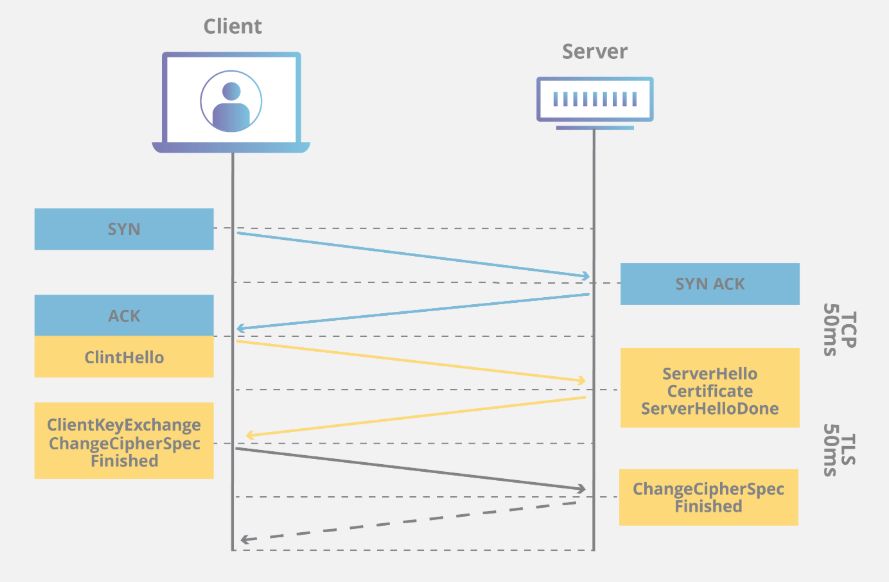 Client
Server
SYN
SYN ACK
ACK
ClintHello
ServerHello
Certificate
ServerHelloDone
ClientKeyExchange
ChangeCipherSpec
Finished
ChangeCipherSpec
Finished
TCP
50ms
TLS
50ms